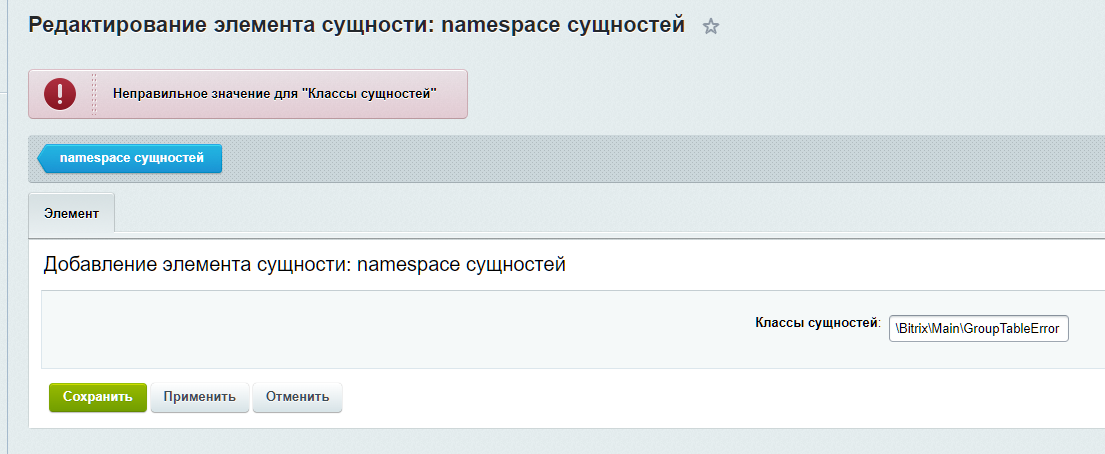 Редактирование элемента сущности: namespace сущностей
Неправильное значение для "Классы сущностей"
namespace сущностей
Элемент
Добавление элемента сущности: namespace сущностей
Классы сущностей: \Bitrix\Main\GroupTableError
Сохранить Применить Отменить